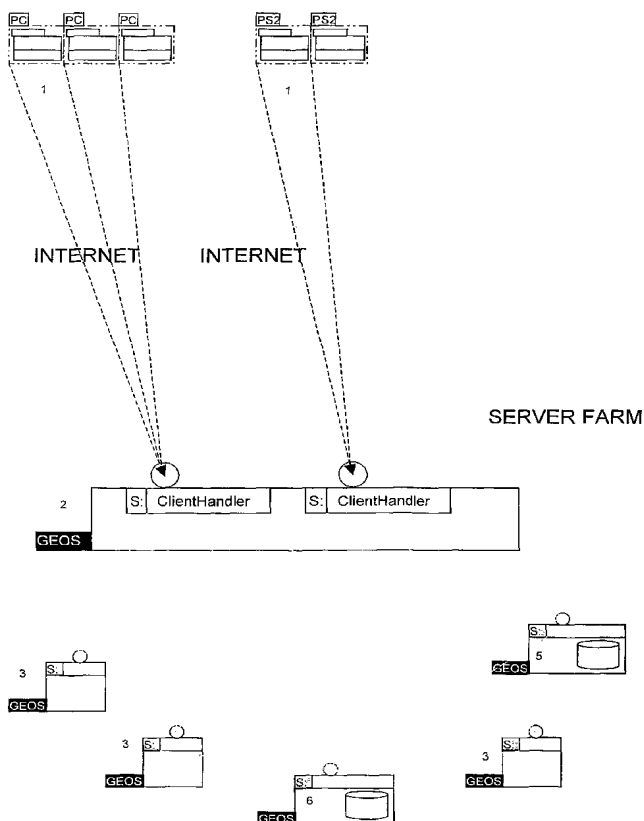 PC PC PC PS2 PS2
1 1
INTERNET INTERNET
SERVER FARM
2 S: ClientHandler S: ClientHandler
GEOS
S: 5
GEOS
3 S:
GEOS
3 S: 3 S:
GEOS GEOS
S: 6
GEOS